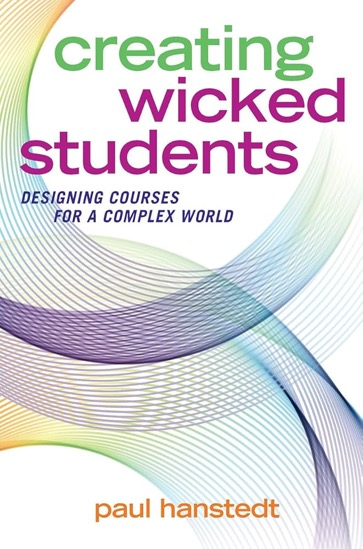 creating
wicked
students
DESIGNING COURSES
FOR A COMPLEX WORLD
paul hanstedt